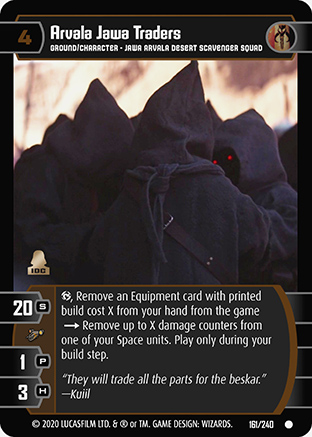 4 Arvala Jawa Traders
GROUND/CHARACTER - JAWA ARVALA DESERT SCAVENGER SQUAD
IDC
20 S
1 P
3 H
, Remove an Equipment card with printed
build cost X from your hand from the game
→ Remove up to X damage counters from
one of your Space units. Play only during your
build step.
"They will trade all the parts for the beskar."
—Kuiil
© 2020 LUCASFILM LTD. & ® or TM. GAME DESIGN: WIZARDS. 161/240